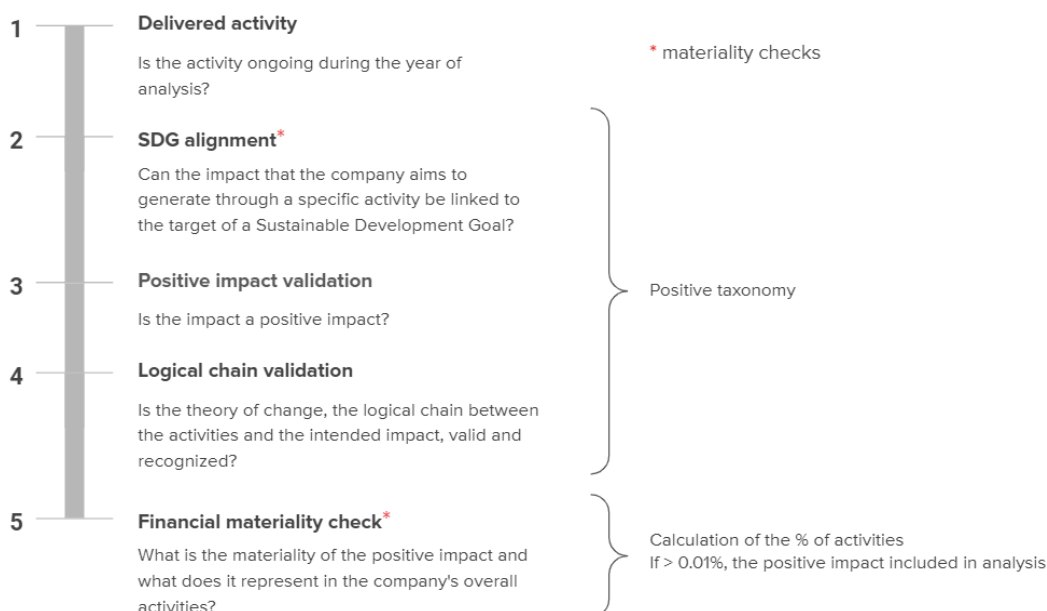 1
Delivered activity
Is the activity ongoing during the year of
analysis?
* materiality checks
2
SDG alignment*
Can the impact that the company aims to
generate through a specific activity be linked to
the target of a Sustainable Development Goal?
3
Positive impact validation
Is the impact a positive impact?
Positive taxonomy
4
Logical chain validation
Is the theory of change, the logical chain between
the activities and the intended impact, valid and
recognized?
5
Financial materiality check*
What is the materiality of the positive impact and
what does it represent in the company's overall
activities?
Calculation of the % of activities
If > 0.01%, the positive impact included in analysis